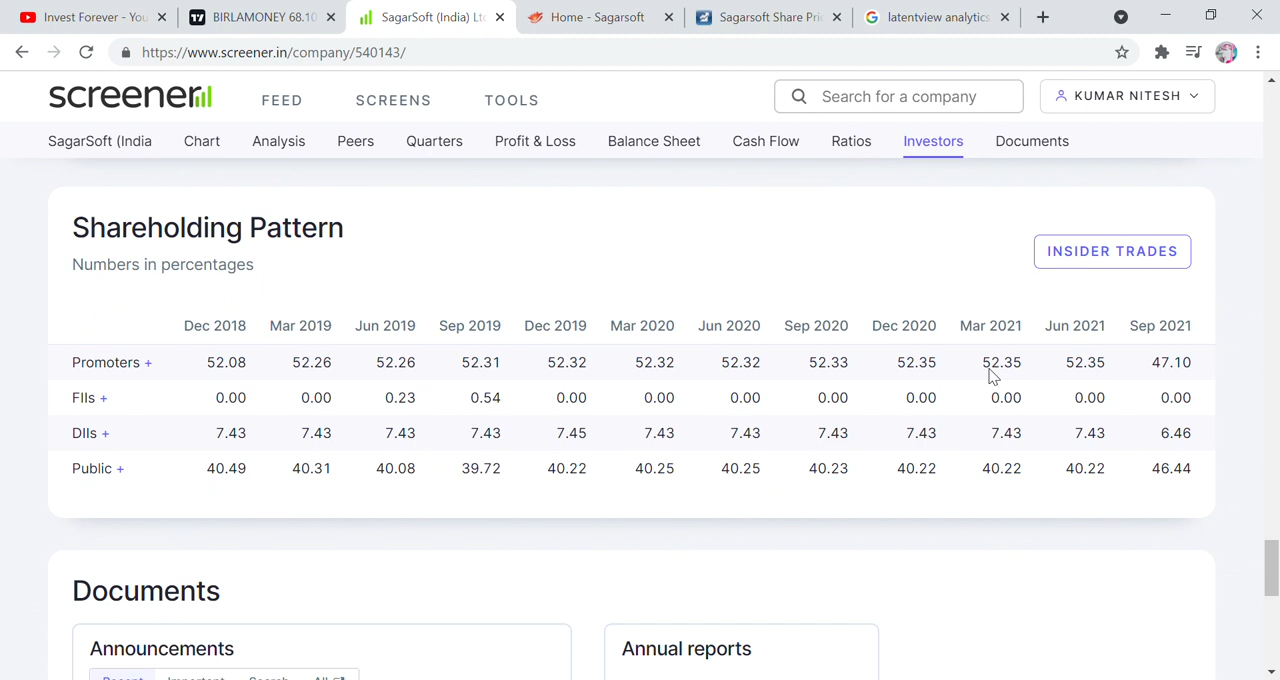 Invest Forever - You BIRLAMONEY 68.10 SagarSoft (India) Ltd Home - Sagarsoft Sagarsoft Share Pri latentview analytics
https://www.screener.in/company/540143/
screener FEED SCREENS TOOLS Search for a company KUMAR NITESH
SagarSoft (India Chart Analysis Peers Quarters Profit & Loss Balance Sheet Cash Flow Ratios Investors Documents
Shareholding Pattern
Numbers in percentages
INSIDER TRADES
Dec 2018 Mar 2019 Jun 2019 Sep 2019 Dec 2019 Mar 2020 Jun 2020 Sep 2020 Dec 2020 Mar 2021 Jun 2021 Sep 2021
Promoters + 52.08 52.26 52.26 52.31 52.32 52.32 52.32 52.33 52.35 52.35 52.35 47.10
FIIs + 0.00 0.00 0.23 0.54 0.00 0.00 0.00 0.00 0.00 0.00 0.00 0.00
DIIs + 7.43 7.43 7.43 7.43 7.45 7.43 7.43 7.43 7.43 7.43 7.43 6.46
Public + 40.49 40.31 40.08 39.72 40.22 40.25 40.25 40.23 40.22 40.22 40.22 46.44
Documents
Announcements
Annual reports
Recent Important Search All